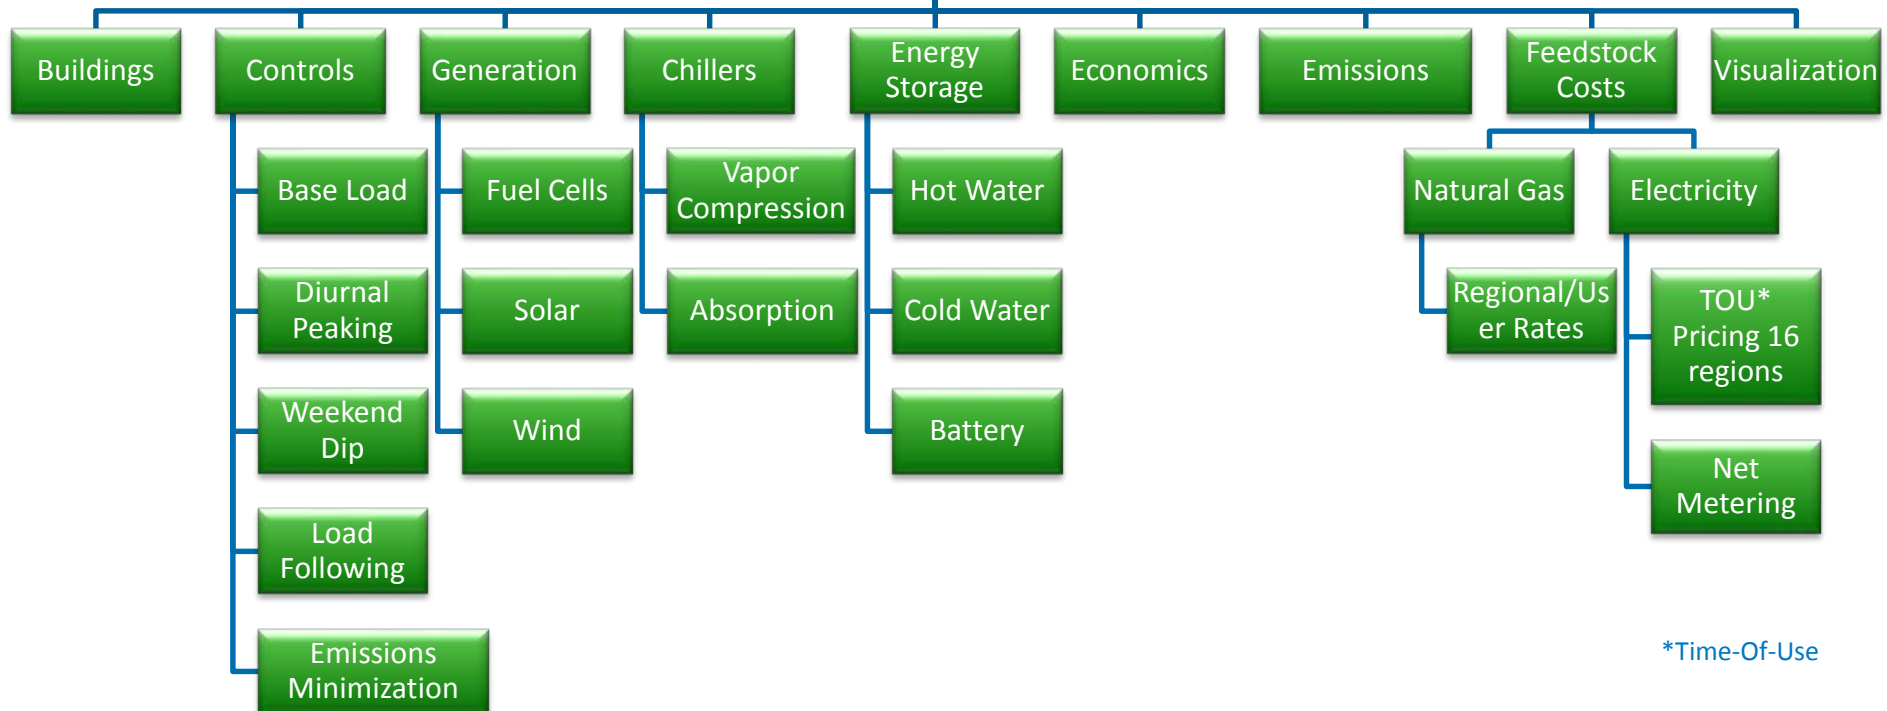 Buildings
Controls
Generation
Chillers
Energy
Storage
Economics
Emissions
Feedstock
Costs
Visualization
Base Load
Diurnal
Peaking
Weekend
Dip
Load
Following
Emissions
Minimization
Fuel Cells
Solar
Wind
Vapor
Compression
Absorption
Hot Water
Cold Water
Battery
Natural Gas
Regional/Us
er Rates
Electricity
TOU*
Pricing 16
regions
Net
Metering
*Time-Of-Use